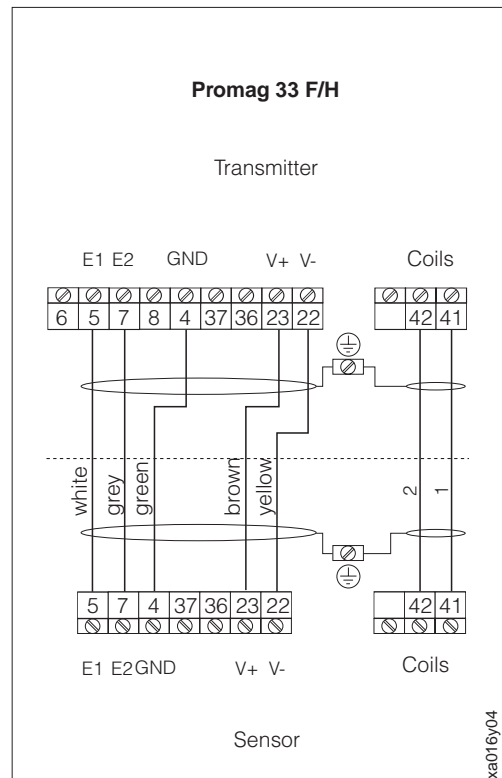 Promag 33 F/H
Transmitter
E1 E2 GND V+ V- Coils
6 5 7 8 4 37 36 23 22 42 41
white grey green brown yellow 2 1
5 7 4 37 36 23 22 42 41
E1 E2 GND V+ V- Coils
Sensor
xa016y04